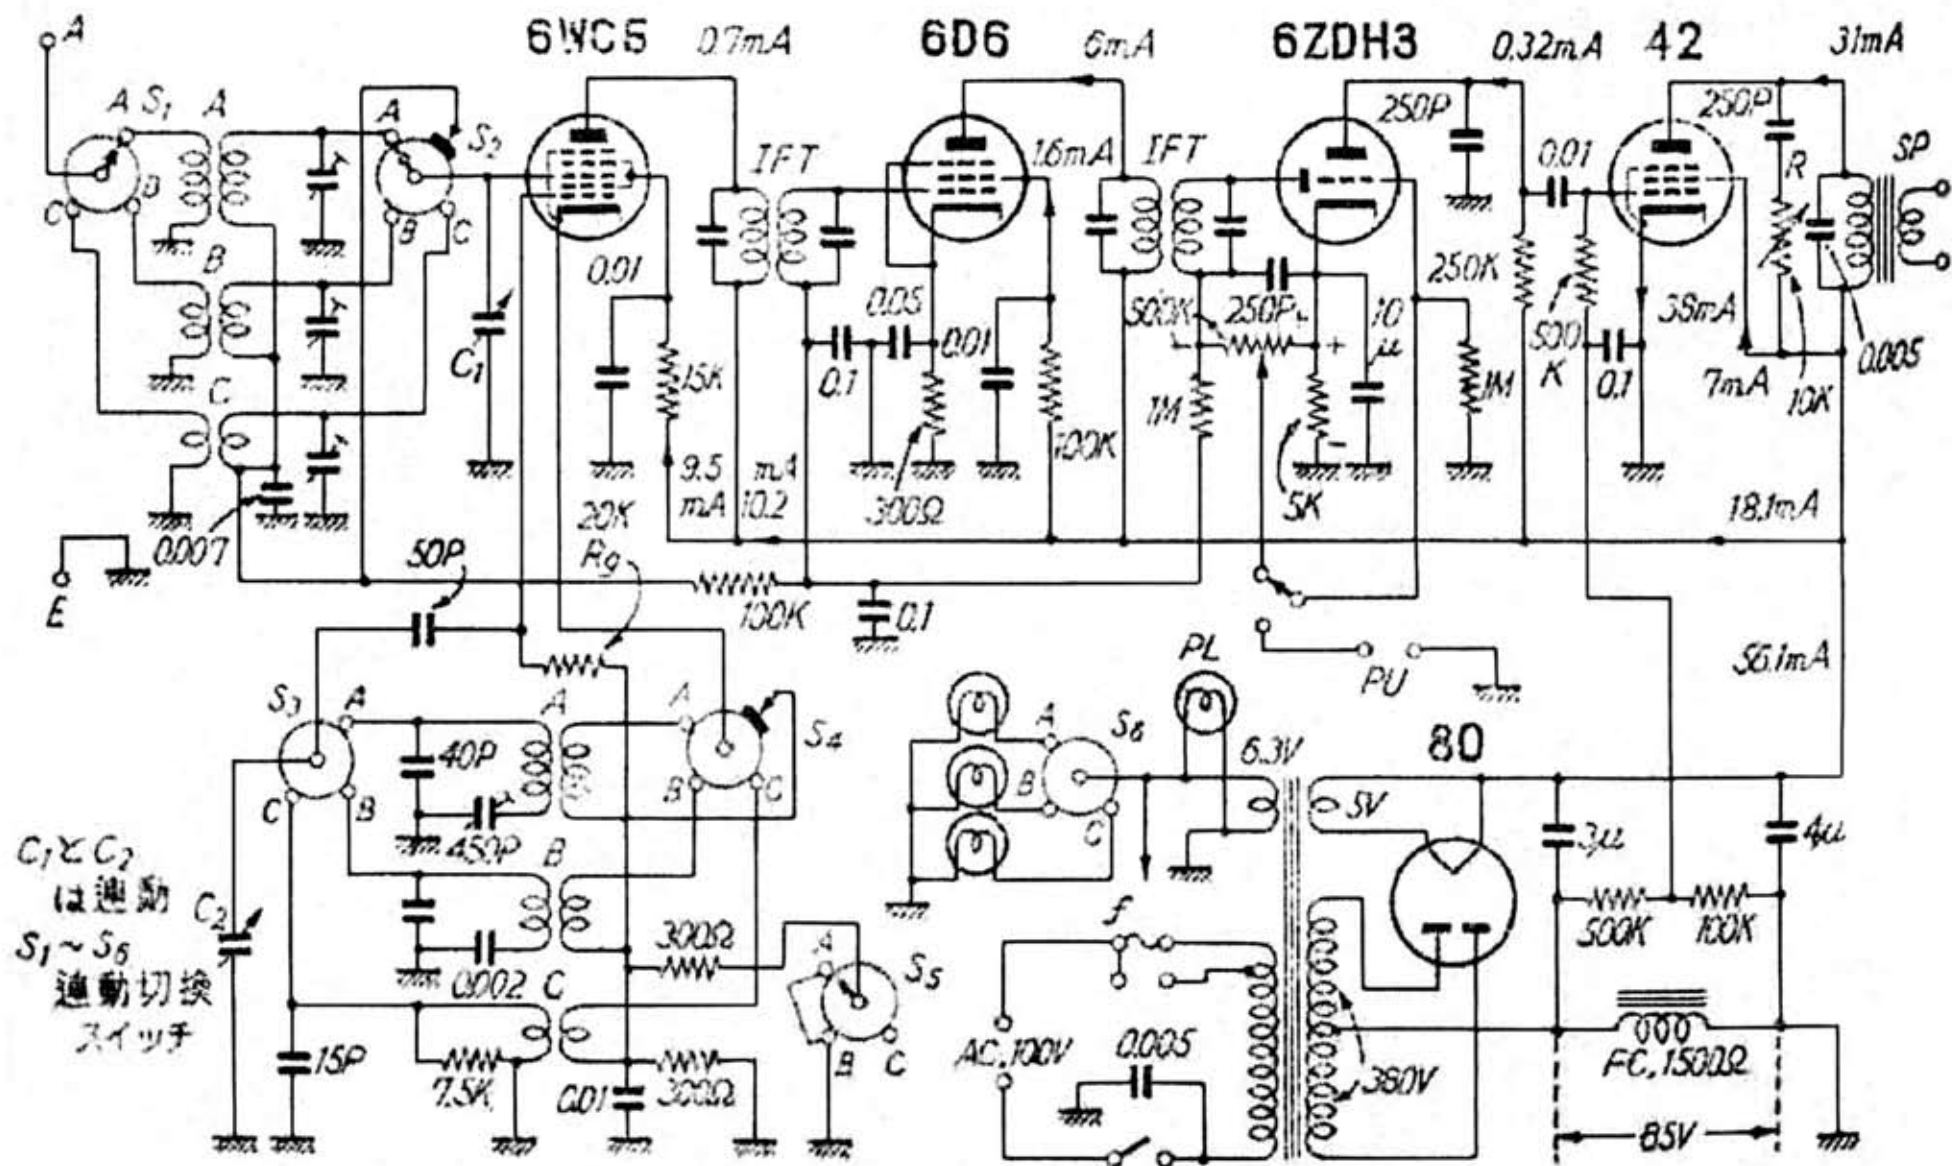 6WC5
0.7mA
6D6
6mA
6ZDH3
0.32mA
42
31mA
A
A S1 A
A
S2
C
B
B
C
B
C
C1
0.007
E
IFT
0.01
15K
9.5
mA
mA
10.2
20K
Rg
50P
100K
0.1
0.05
0.1
300Ω
1.6mA
0.01
100K
IFT
500K
250P
-
+
10
μ
1M
5K
-
250P
1M
250K
0.01
500
K
0.1
38mA
7mA
250P
R
10K
SP
0.005
18.1mA
56.1mA
PU
S3
A
C
B
40P
450P
A
B
0.002
C
15P
7.5K
0.01
300Ω
300Ω
A
S4
B
C
A
S5
B
C
C2
C1とC2
は連動
S1~S6
連動切換
スイッチ
A
S6
B
C
PL
6.3V
5V
80
f
AC.100V
0.005
380V
3μ
4μ
500K
100K
FC.1500Ω
85V